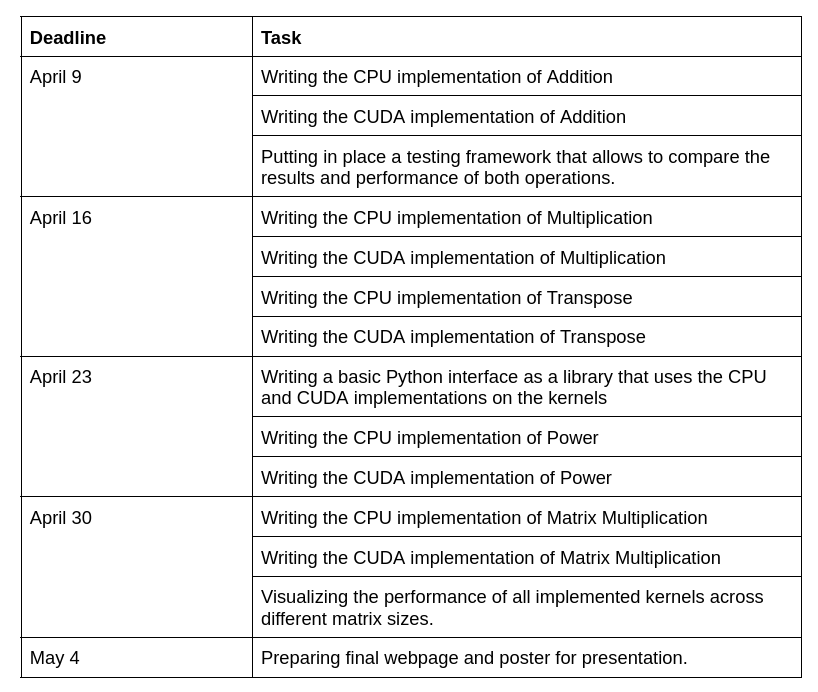 Deadline
Task
April 9
Writing the CPU implementation of Addition
Writing the CUDA implementation of Addition
Putting in place a testing framework that allows to compare the
results and performance of both operations.
April 16
Writing the CPU implementation of Multiplication
Writing the CUDA implementation of Multiplication
Writing the CPU implementation of Transpose
Writing the CUDA implementation of Transpose
April 23
Writing a basic Python interface as a library that uses the CPU
and CUDA implementations on the kernels
Writing the CPU implementation of Power
Writing the CUDA implementation of Power
April 30
Writing the CPU implementation of Matrix Multiplication
Writing the CUDA implementation of Matrix Multiplication
Visualizing the performance of all implemented kernels across
different matrix sizes.
May 4
Preparing final webpage and poster for presentation.